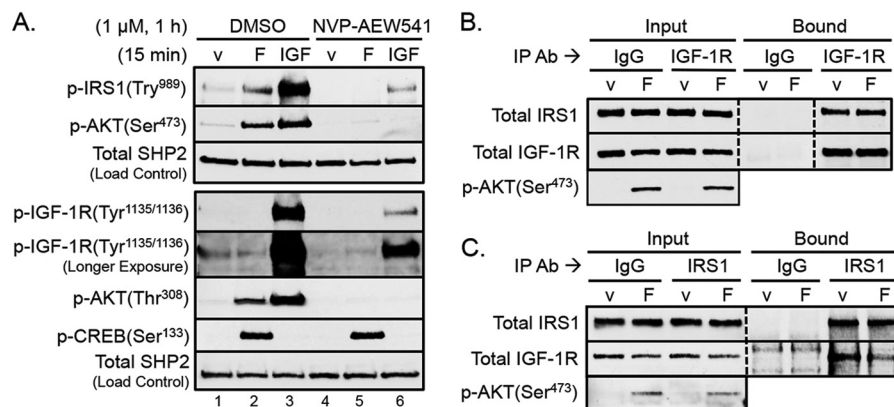 A.
(1 µM, 1 h) DMSO NVP-AEW541
(15 min) v F IGF v F IGF
p-IRS1(Try989)
p-AKT(Ser473)
Total SHP2
(Load Control)
p-IGF-1R(Tyr1135/1136)
p-IGF-1R(Tyr1135/1136)
(Longer Exposure)
p-AKT(Thr308)
p-CREB(Ser133)
Total SHP2
(Load Control)
1 2 3 4 5 6
B.
Input Bound
IP Ab → IgG IGF-1R IgG IGF-1R
v F v F v F v F
Total IRS1
Total IGF-1R
p-AKT(Ser473)
C.
Input Bound
IP Ab → IgG IRS1 IgG IRS1
v F v F v F v F
Total IRS1
Total IGF-1R
p-AKT(Ser473)